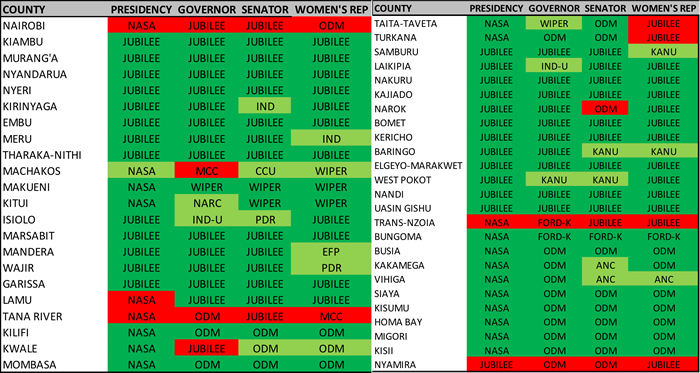 COUNTY PRESIDENCY GOVERNOR SENATOR WOMEN'S REP
NAIROBI NASA JUBILEE JUBILEE ODM
KIAMBU JUBILEE JUBILEE JUBILEE JUBILEE
MURANG'A JUBILEE JUBILEE JUBILEE JUBILEE
NYANDARUA JUBILEE JUBILEE JUBILEE JUBILEE
NYERI JUBILEE JUBILEE JUBILEE JUBILEE
KIRINYAGA JUBILEE JUBILEE IND JUBILEE
EMBU JUBILEE JUBILEE JUBILEE JUBILEE
MERU JUBILEE JUBILEE JUBILEE IND
THARAKA-NITHI JUBILEE JUBILEE JUBILEE JUBILEE
MACHAKOS NASA MCC CCU WIPER
MAKUENI NASA WIPER WIPER WIPER
KITUI NASA NARC WIPER WIPER
ISIOLO JUBILEE IND-U PDR JUBILEE
MARSABIT JUBILEE JUBILEE JUBILEE JUBILEE
MANDERA JUBILEE JUBILEE JUBILEE EFP
WAJIR JUBILEE JUBILEE JUBILEE PDR
GARISSA JUBILEE JUBILEE JUBILEE JUBILEE
LAMU NASA JUBILEE JUBILEE JUBILEE
TANA RIVER NASA ODM JUBILEE MCC
KILIFI NASA ODM ODM ODM
KWALE NASA JUBILEE ODM ODM
MOMBASA NASA ODM ODM ODM
COUNTY PRESIDENCY GOVERNOR SENATOR WOMEN'S REP
TAITA-TAVETA NASA WIPER ODM JUBILEE
TURKANA NASA ODM ODM JUBILEE
SAMBURU JUBILEE JUBILEE JUBILEE KANU
LAIKIPIA JUBILEE IND-U JUBILEE JUBILEE
NAKURU JUBILEE JUBILEE JUBILEE JUBILEE
KAJIADO JUBILEE JUBILEE JUBILEE JUBILEE
NAROK JUBILEE JUBILEE ODM JUBILEE
BOMET JUBILEE JUBILEE JUBILEE JUBILEE
KERICHO JUBILEE JUBILEE JUBILEE JUBILEE
BARINGO JUBILEE JUBILEE KANU KANU
ELGEYO-MARAKWET JUBILEE JUBILEE JUBILEE JUBILEE
WEST POKOT JUBILEE KANU KANU JUBILEE
NANDI JUBILEE JUBILEE JUBILEE JUBILEE
UASIN GISHU JUBILEE JUBILEE JUBILEE JUBILEE
TRANS-NZOIA NASA FORD-K JUBILEE JUBILEE
BUNGOMA NASA FORD-K FORD-K FORD-K
BUSIA NASA ODM ODM ODM
KAKAMEGA NASA ODM ANC ODM
VIHIGA NASA ODM ANC ANC
SIAYA NASA ODM ODM ODM
KISUMU NASA ODM ODM ODM
HOMA BAY NASA ODM ODM ODM
MIGORI NASA ODM ODM ODM
KISII NASA ODM ODM ODM
NYAMIRA JUBILEE ODM ODM ODM